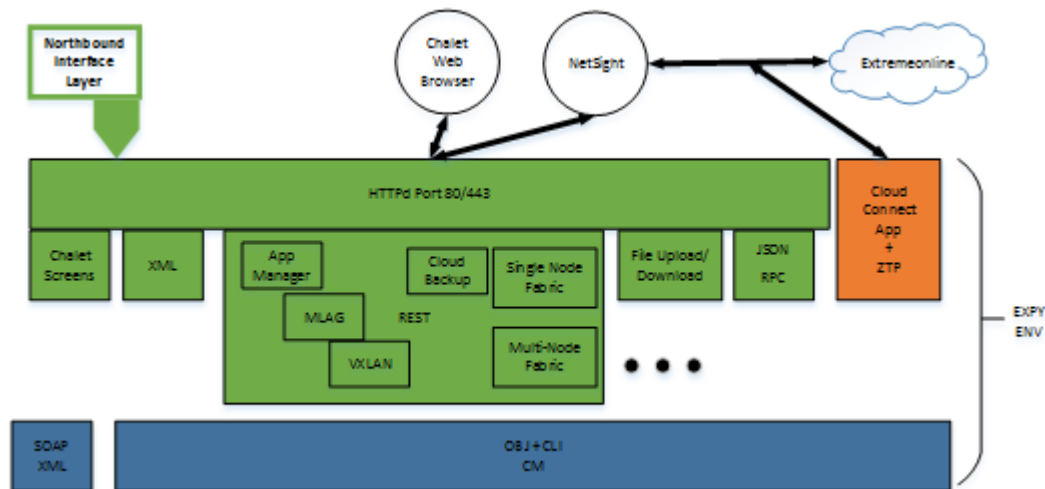 Northbound
Interface
Layer
Chalet
Web
Browser
NetSight
Extremeonline
HTTPd Port 80/443
Cloud
Connect
App
+
ZTP
Chalet
Screens
XML
App
Manager
Cloud
Backup
Single Node
Fabric
File Upload/
Download
JSON
RPC
MLAG
REST
VXLAN
Multi-Node
Fabric
EXPY
ENV
SOAP
XML
OBJ + CLI
CM